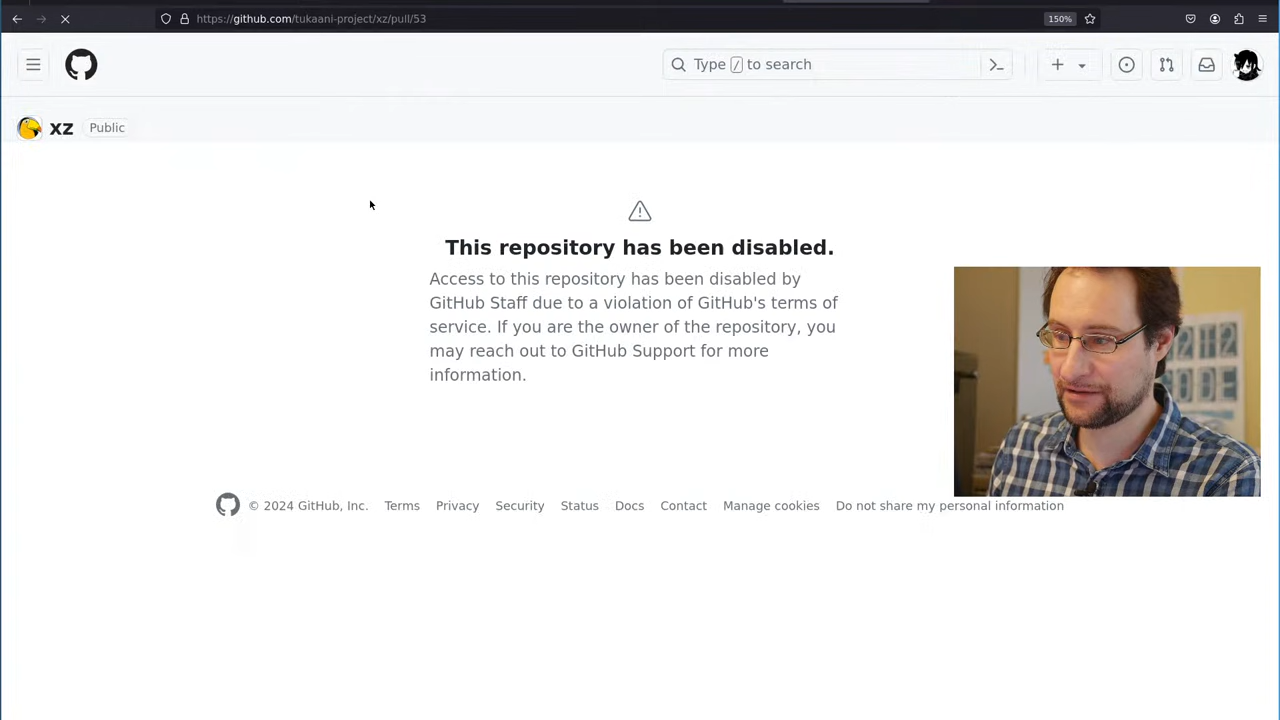 https://github.com/tukaani-project/xz/pull/53
150%
Type / to search
xz
Public
This repository has been disabled.
Access to this repository has been disabled by
GitHub Staff due to a violation of GitHub's terms of
service. If you are the owner of the repository, you
may reach out to GitHub Support for more
information.
© 2024 GitHub, Inc.
Terms
Privacy
Security
Status
Docs
Contact
Manage cookies
Do not share my personal information